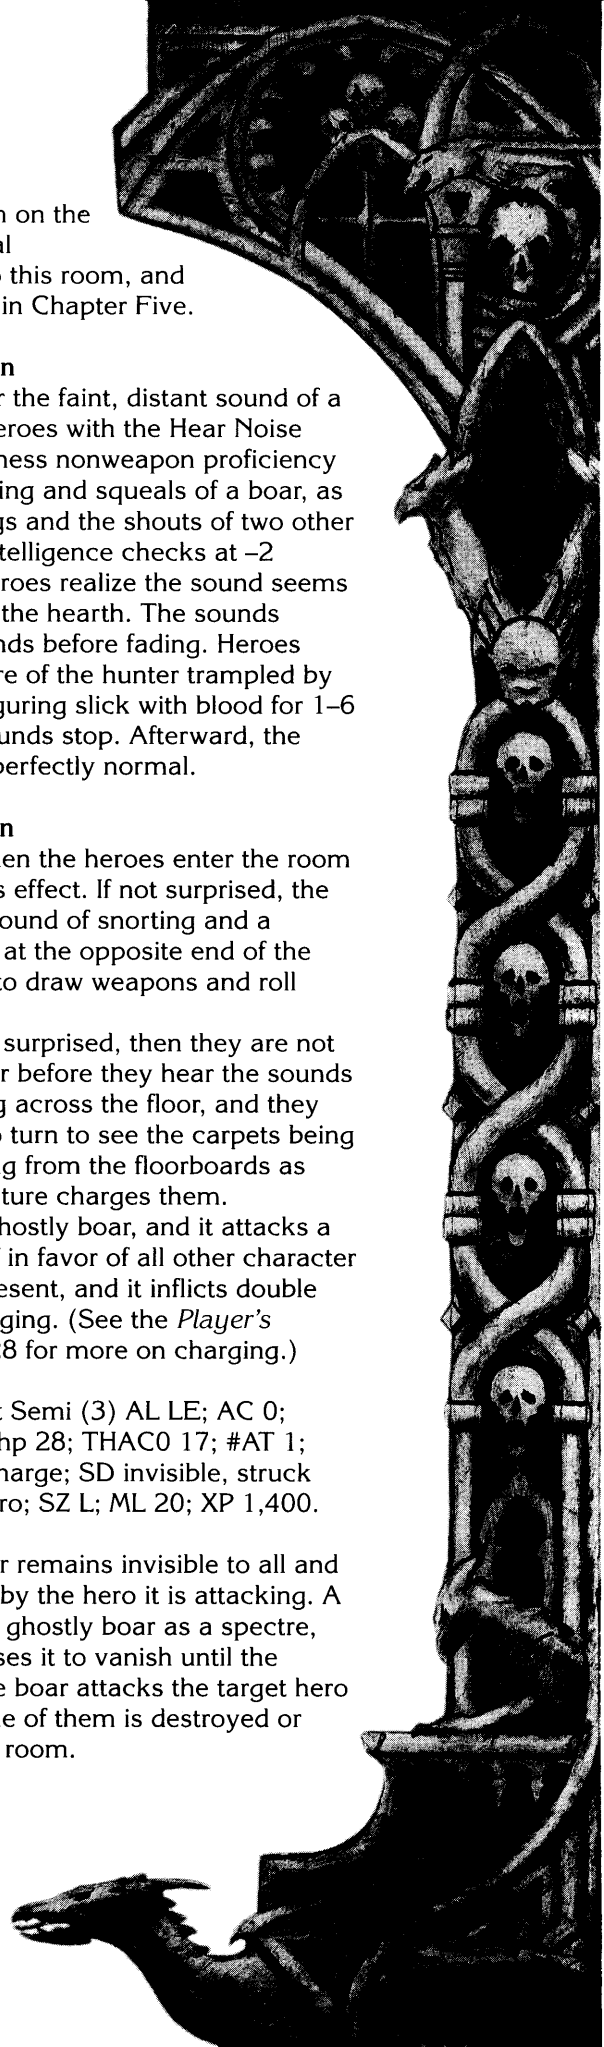 n on the
al
o this room, and
in Chapter Five.
n
r the faint, distant sound of a
eroes with the Hear Noise
ness nonweapon proficiency
ing and squeals of a boar, as
gs and the shouts of two other
telligence checks at –2
roes realize the sound seems
the hearth. The sounds
nds before fading. Heroes
re of the hunter trampled by
guring slick with blood for 1–6
unds stop. Afterward, the
perfectly normal.
n
en the heroes enter the room
s effect. If not surprised, the
ound of snorting and a
at the opposite end of the
to draw weapons and roll
surprised, then they are not
r before they hear the sounds
g across the floor, and they
o turn to see the carpets being
ng from the floorboards as
ture charges them.
hostly boar, and it attacks a
f in favor of all other character
esent, and it inflicts double
ging. (See the Player's
28 for more on charging.)
t Semi (3) AL LE; AC 0;
hp 28; THAC0 17; #AT 1;
harge; SD invisible, struck
ro; SZ L; ML 20; XP 1,400.
r remains invisible to all and
by the hero it is attacking. A
ghostly boar as a spectre,
ses it to vanish until the
e boar attacks the target hero
e of them is destroyed or
room.